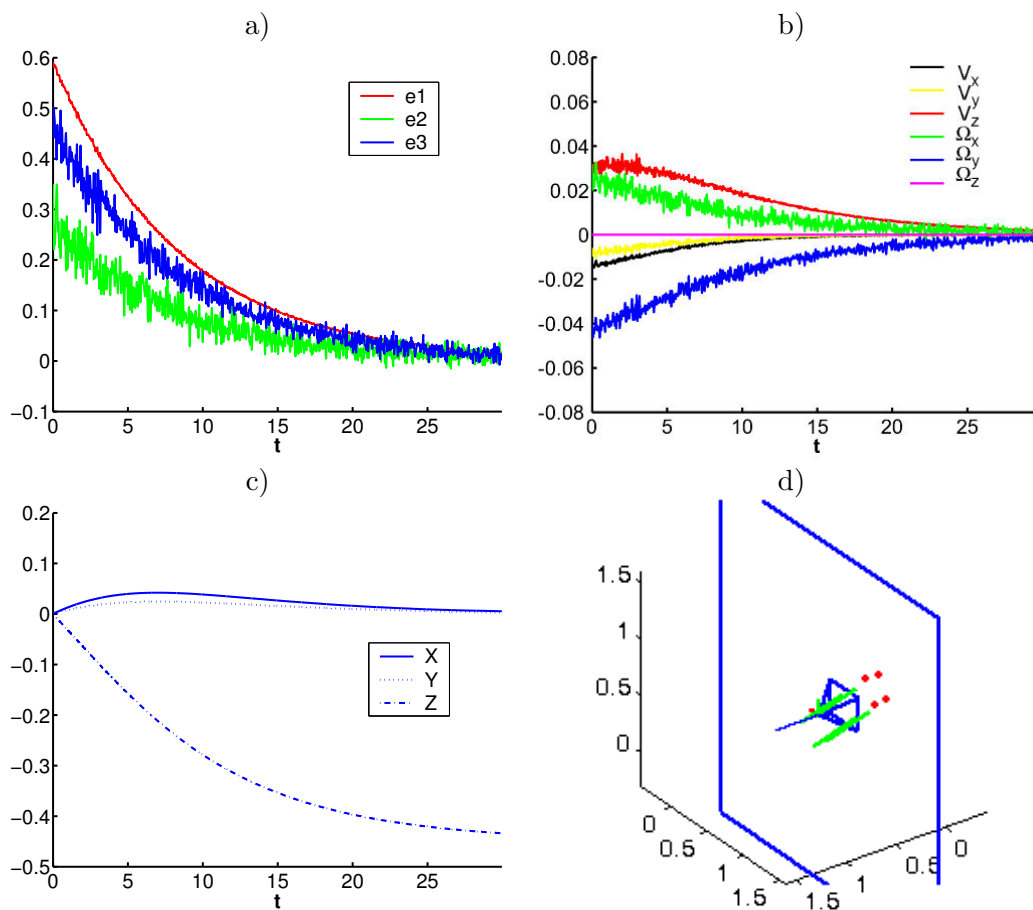 a)
0.6
0.5
0.4
0.3
0.2
0.1
0
−0.1
0 5 10 15 20 25
t
e1
e2
e3
b)
0.08
0.06
0.04
0.02
0
-0.02
-0.04
-0.06
-0.08
0 5 10 15 20 25
t
V_x
V_y
V_z
Ω_x
Ω_y
Ω_z
c)
0.2
0.1
0
−0.1
−0.2
−0.3
−0.4
−0.5
0 5 10 15 20 25
t
X
Y
Z
d)
1.5
1
0.5
0
0
0.5
1
1.5
1.5
1
0.5
0